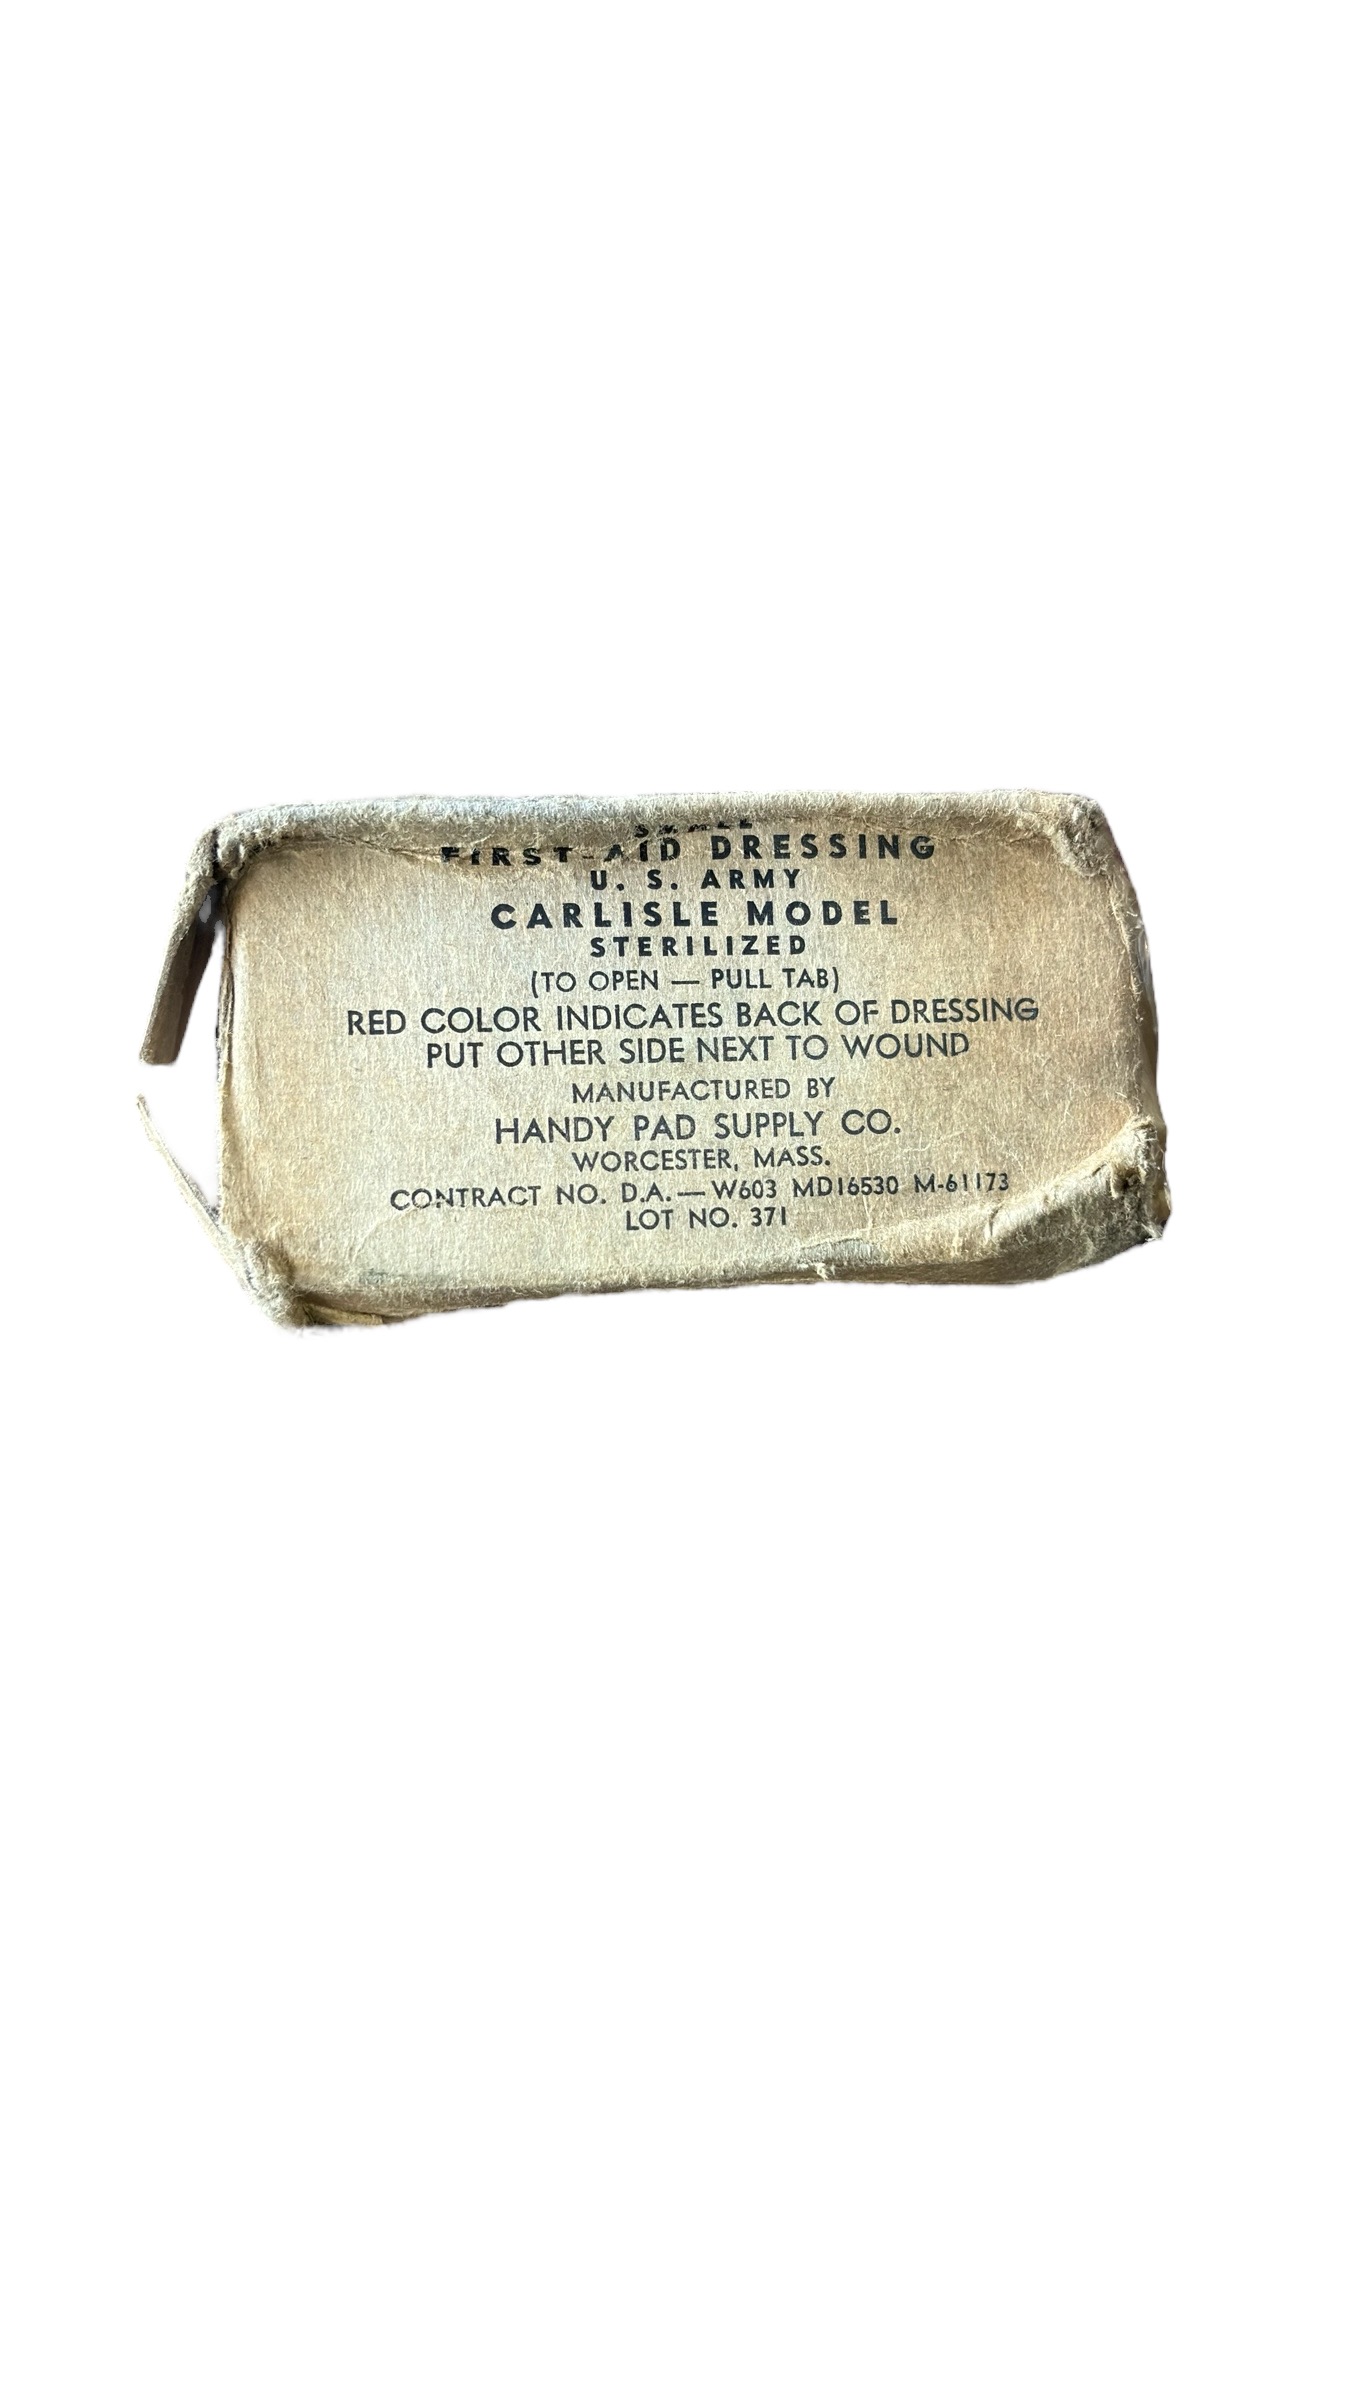 SMALL
FIRST-AID DRESSING
U. S. ARMY
CARLISLE MODEL
STERILIZED
(TO OPEN — PULL TAB)
RED COLOR INDICATES BACK OF DRESSING
PUT OTHER SIDE NEXT TO WOUND
MANUFACTURED BY
HANDY PAD SUPPLY CO.
WORCESTER, MASS.
CONTRACT NO. D.A. — W603 MD16530 M-61173
LOT NO. 371